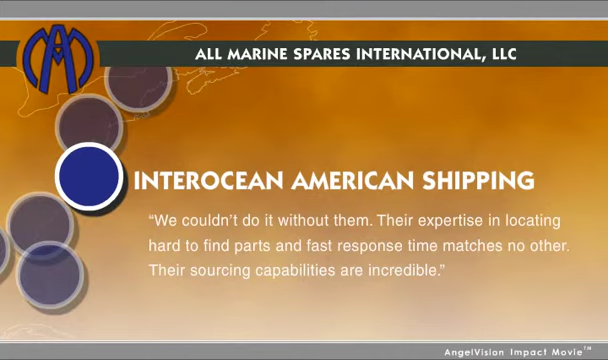 ALL MARINE SPARES INTERNATIONAL, LLC
INTEROCEAN AMERICAN SHIPPING
“We couldn’t do it without them. Their expertise in locating
hard to find parts and fast response time matches no other.
Their sourcing capabilities are incredible.”
AngelVision Impact Movie™